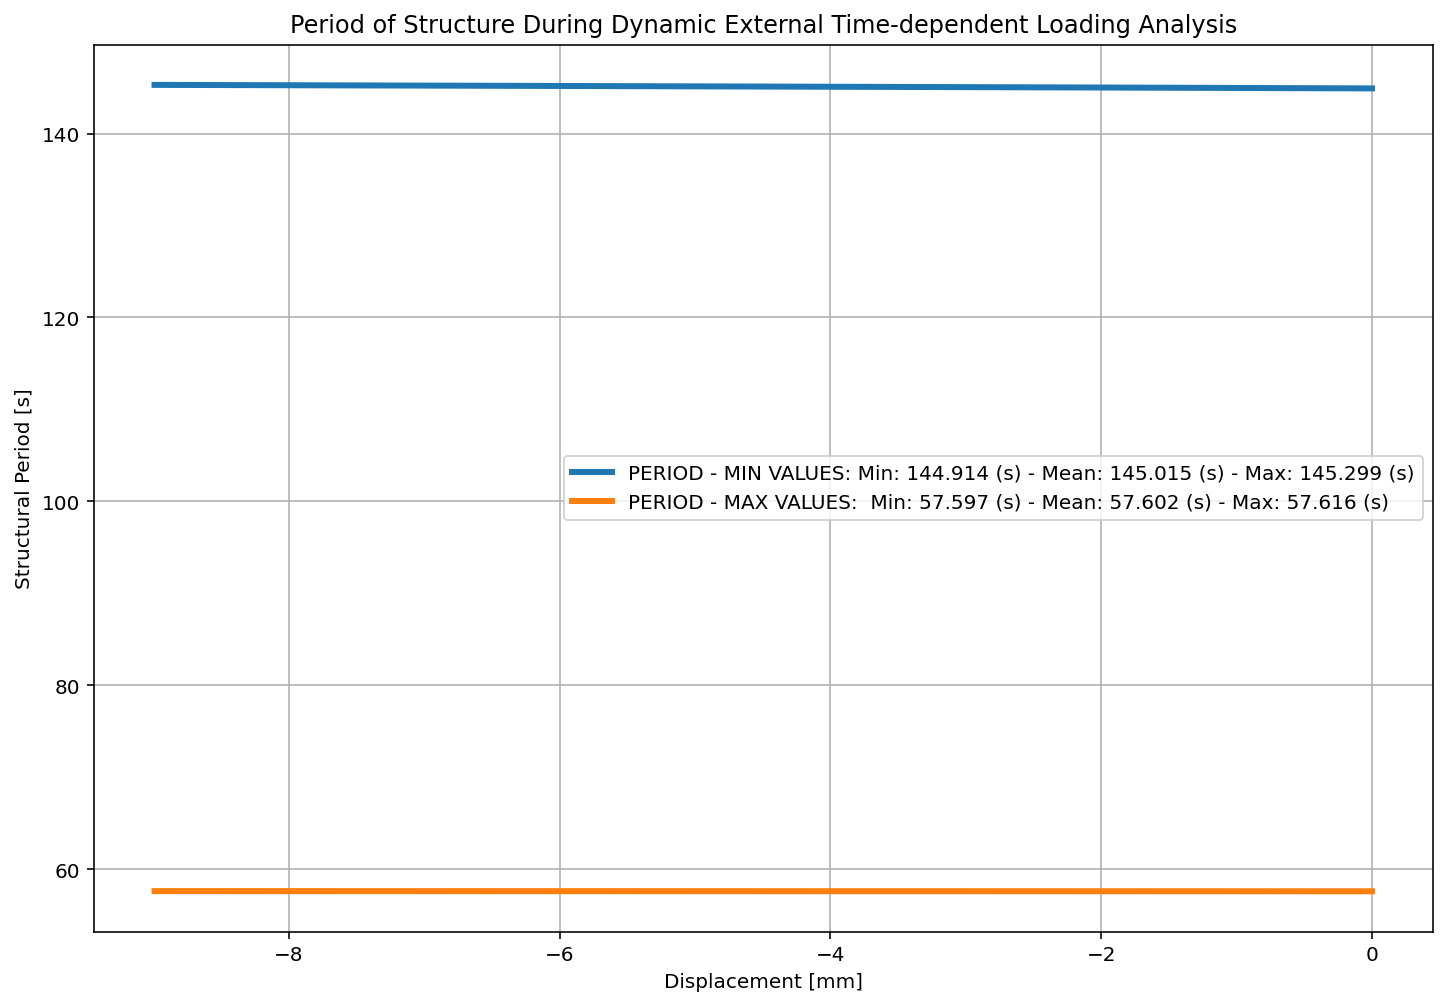 Period of Structure During Dynamic External Time-dependent Loading Analysis
Structural Period [s]
140
120
100
80
60
PERIOD - MIN VALUES: Min: 144.914 (s) - Mean: 145.015 (s) - Max: 145.299 (s)
PERIOD - MAX VALUES:  Min: 57.597 (s) - Mean: 57.602 (s) - Max: 57.616 (s)
−8 −6 −4 −2 0
Displacement [mm]